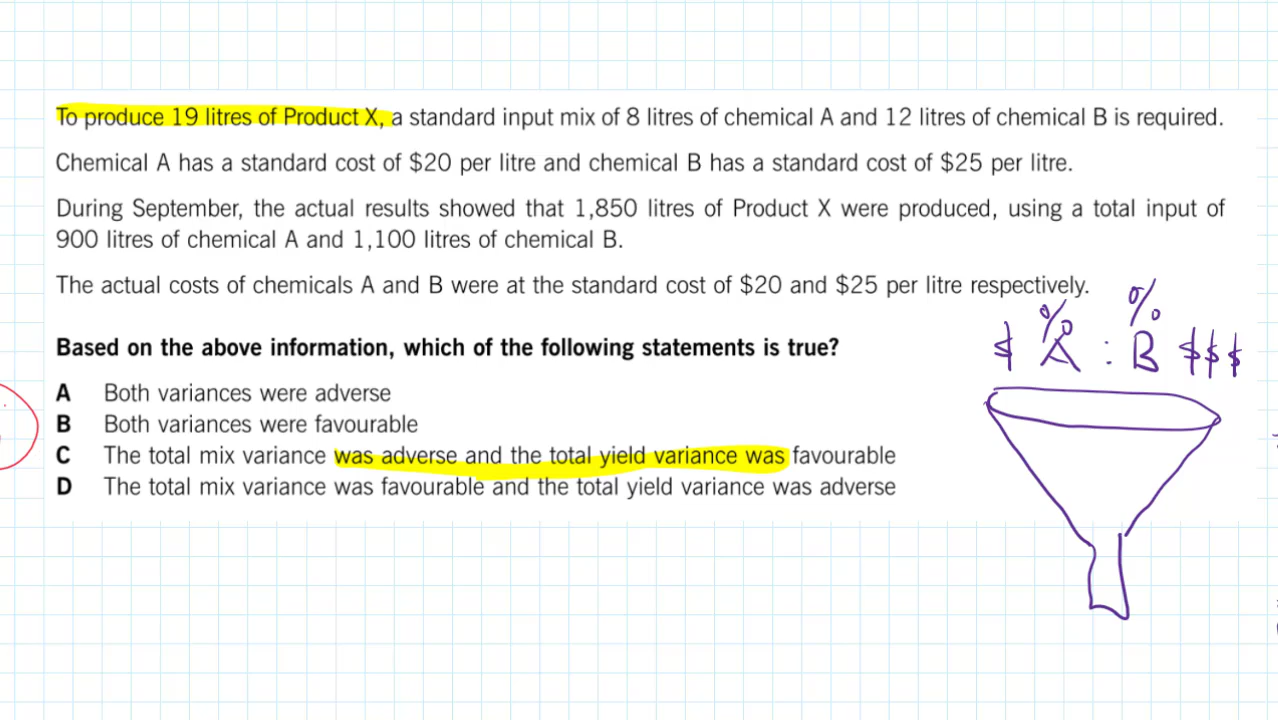 To produce 19 litres of Product X, a standard input mix of 8 litres of chemical A and 12 litres of chemical B is required.
Chemical A has a standard cost of $20 per litre and chemical B has a standard cost of $25 per litre.
During September, the actual results showed that 1,850 litres of Product X were produced, using a total input of
900 litres of chemical A and 1,100 litres of chemical B.
The actual costs of chemicals A and B were at the standard cost of $20 and $25 per litre respectively.
% %
$ A : B $$$
Based on the above information, which of the following statements is true?
A Both variances were adverse
B Both variances were favourable
C The total mix variance was adverse and the total yield variance was favourable
D The total mix variance was favourable and the total yield variance was adverse